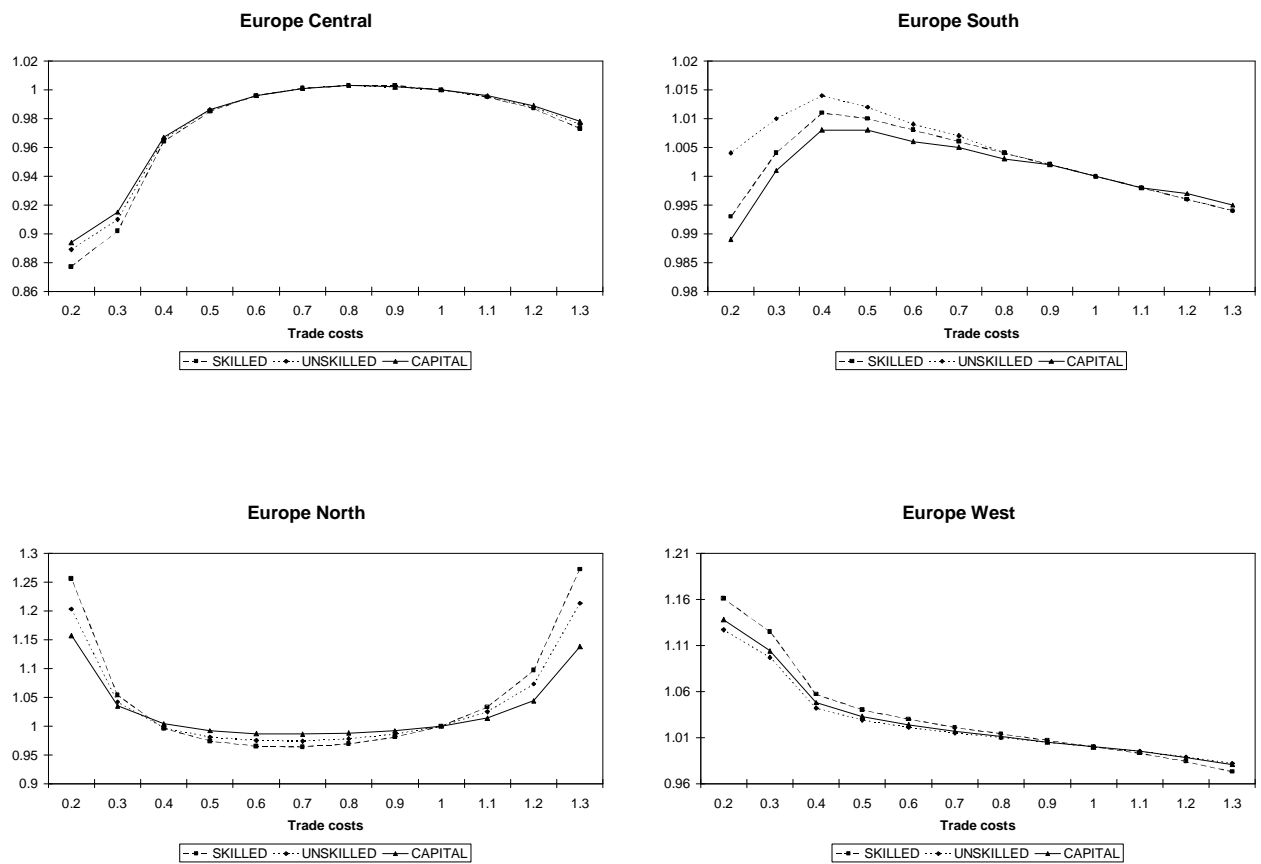 Europe Central
1.02
1
0.98
0.96
0.94
0.92
0.9
0.88
0.86
0.2 0.3 0.4 0.5 0.6 0.7 0.8 0.9 1 1.1 1.2 1.3
Trade costs
SKILLED UNSKILLED CAPITAL
Europe South
1.02
1.015
1.01
1.005
1
0.995
0.99
0.985
0.98
0.2 0.3 0.4 0.5 0.6 0.7 0.8 0.9 1 1.1 1.2 1.3
Trade costs
SKILLED UNSKILLED CAPITAL
Europe North
1.3
1.25
1.2
1.15
1.1
1.05
1
0.95
0.9
0.2 0.3 0.4 0.5 0.6 0.7 0.8 0.9 1 1.1 1.2 1.3
Trade costs
SKILLED UNSKILLED CAPITAL
Europe West
1.21
1.16
1.11
1.06
1.01
0.96
0.2 0.3 0.4 0.5 0.6 0.7 0.8 0.9 1 1.1 1.2 1.3
Trade costs
SKILLED UNSKILLED CAPITAL